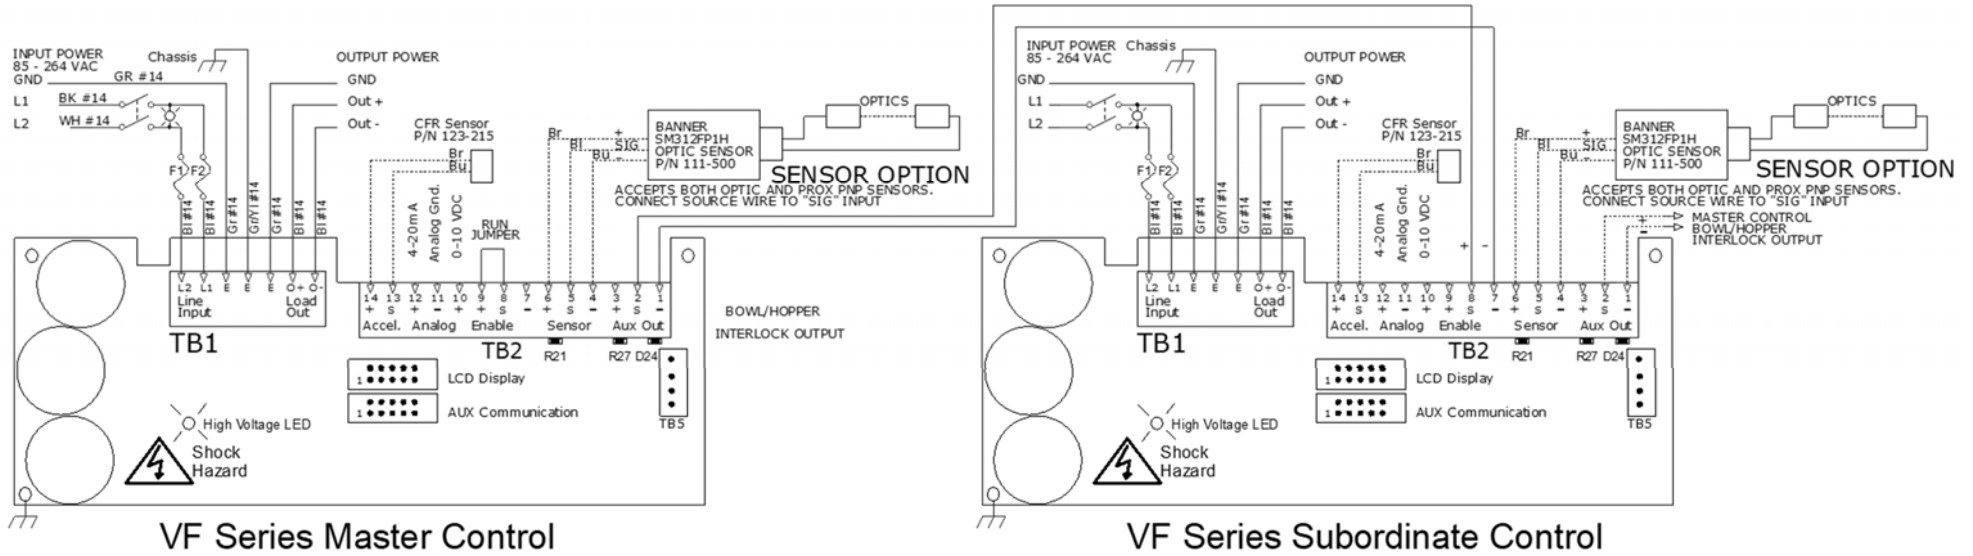 INPUT POWER
85 - 264 VAC
Chassis
OUTPUT POWER
GND
GR #14
GND
L1
BK #14
Out +
L2
WH #14
Out -
CFR Sensor
P/N 123-215
Br
Bu
F1
F2
Bl#14
Bl#14
Gr#14
Gr/Yl#14
Gr#14
Bl#14
Bl#14
4-20mA
Analog Gnd.
0-10 VDC
RUN
JUMPER
Br
+
Bl
SIG
Bu
-
BANNER
SM312FP1H
OPTIC SENSOR
P/N 111-500
OPTICS
SENSOR OPTION
ACCEPTS BOTH OPTIC AND PROX PNP SENSORS.
CONNECT SOURCE WIRE TO "SIG" INPUT
L2 L1 E E E O+ O-
Line
Input
Load
Out
TB1
14 13 12 11 10 9 8 7 6 5 4 3 2 1
+ S + - + + S - + S - + S -
Accel. Analog Enable Sensor Aux Out
TB2
R21
R27 D24
BOWL/HOPPER
INTERLOCK OUTPUT
1
LCD Display
1
AUX Communication
TB5
High Voltage LED
Shock
Hazard
VF Series Master Control
INPUT POWER
85 - 264 VAC
Chassis
OUTPUT POWER
GND
GND
L1
Out +
L2
Out -
CFR Sensor
P/N 123-215
Br
Bu
F1
F2
Bl#14
Bl#14
Gr#14
Gr/Yl#14
Gr#14
Bl#14
Bl#14
4-20mA
Analog Gnd.
0-10 VDC
+ -
Br
+
Bl
SIG
Bu
-
BANNER
SM312FP1H
OPTIC SENSOR
P/N 111-500
OPTICS
SENSOR OPTION
ACCEPTS BOTH OPTIC AND PROX PNP SENSORS.
CONNECT SOURCE WIRE TO "SIG" INPUT
+
-
MASTER CONTROL
BOWL/HOPPER
INTERLOCK OUTPUT
L2 L1 E E E O+ O-
Line
Input
Load
Out
TB1
14 13 12 11 10 9 8 7 6 5 4 3 2 1
+ S + - + + S - + S - + S -
Accel. Analog Enable Sensor Aux Out
TB2
R21
R27 D24
1
LCD Display
1
AUX Communication
TB5
High Voltage LED
Shock
Hazard
VF Series Subordinate Control